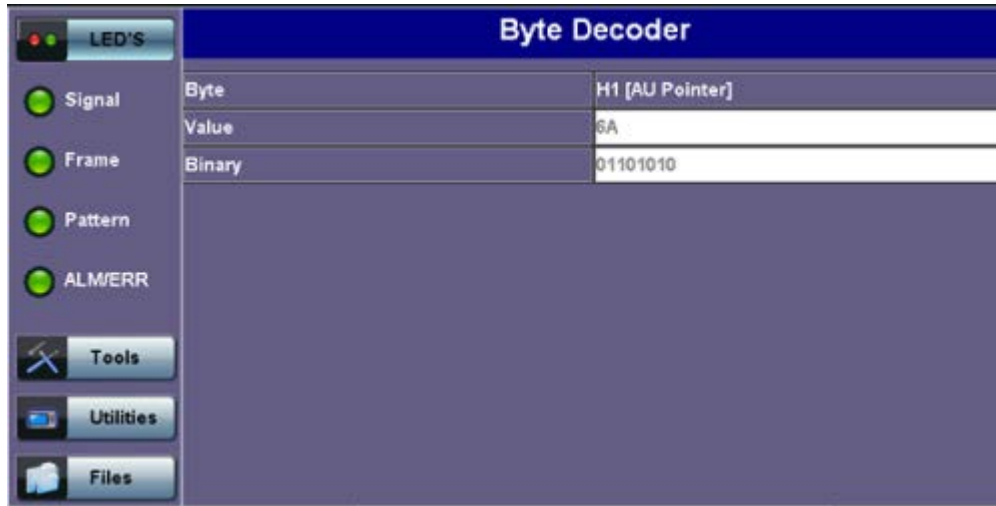 Byte Decoder
LED'S
Signal
Frame
Pattern
ALM/ERR
Tools
Utilities
Files
Byte H1 [AU Pointer]
Value 6A
Binary 01101010